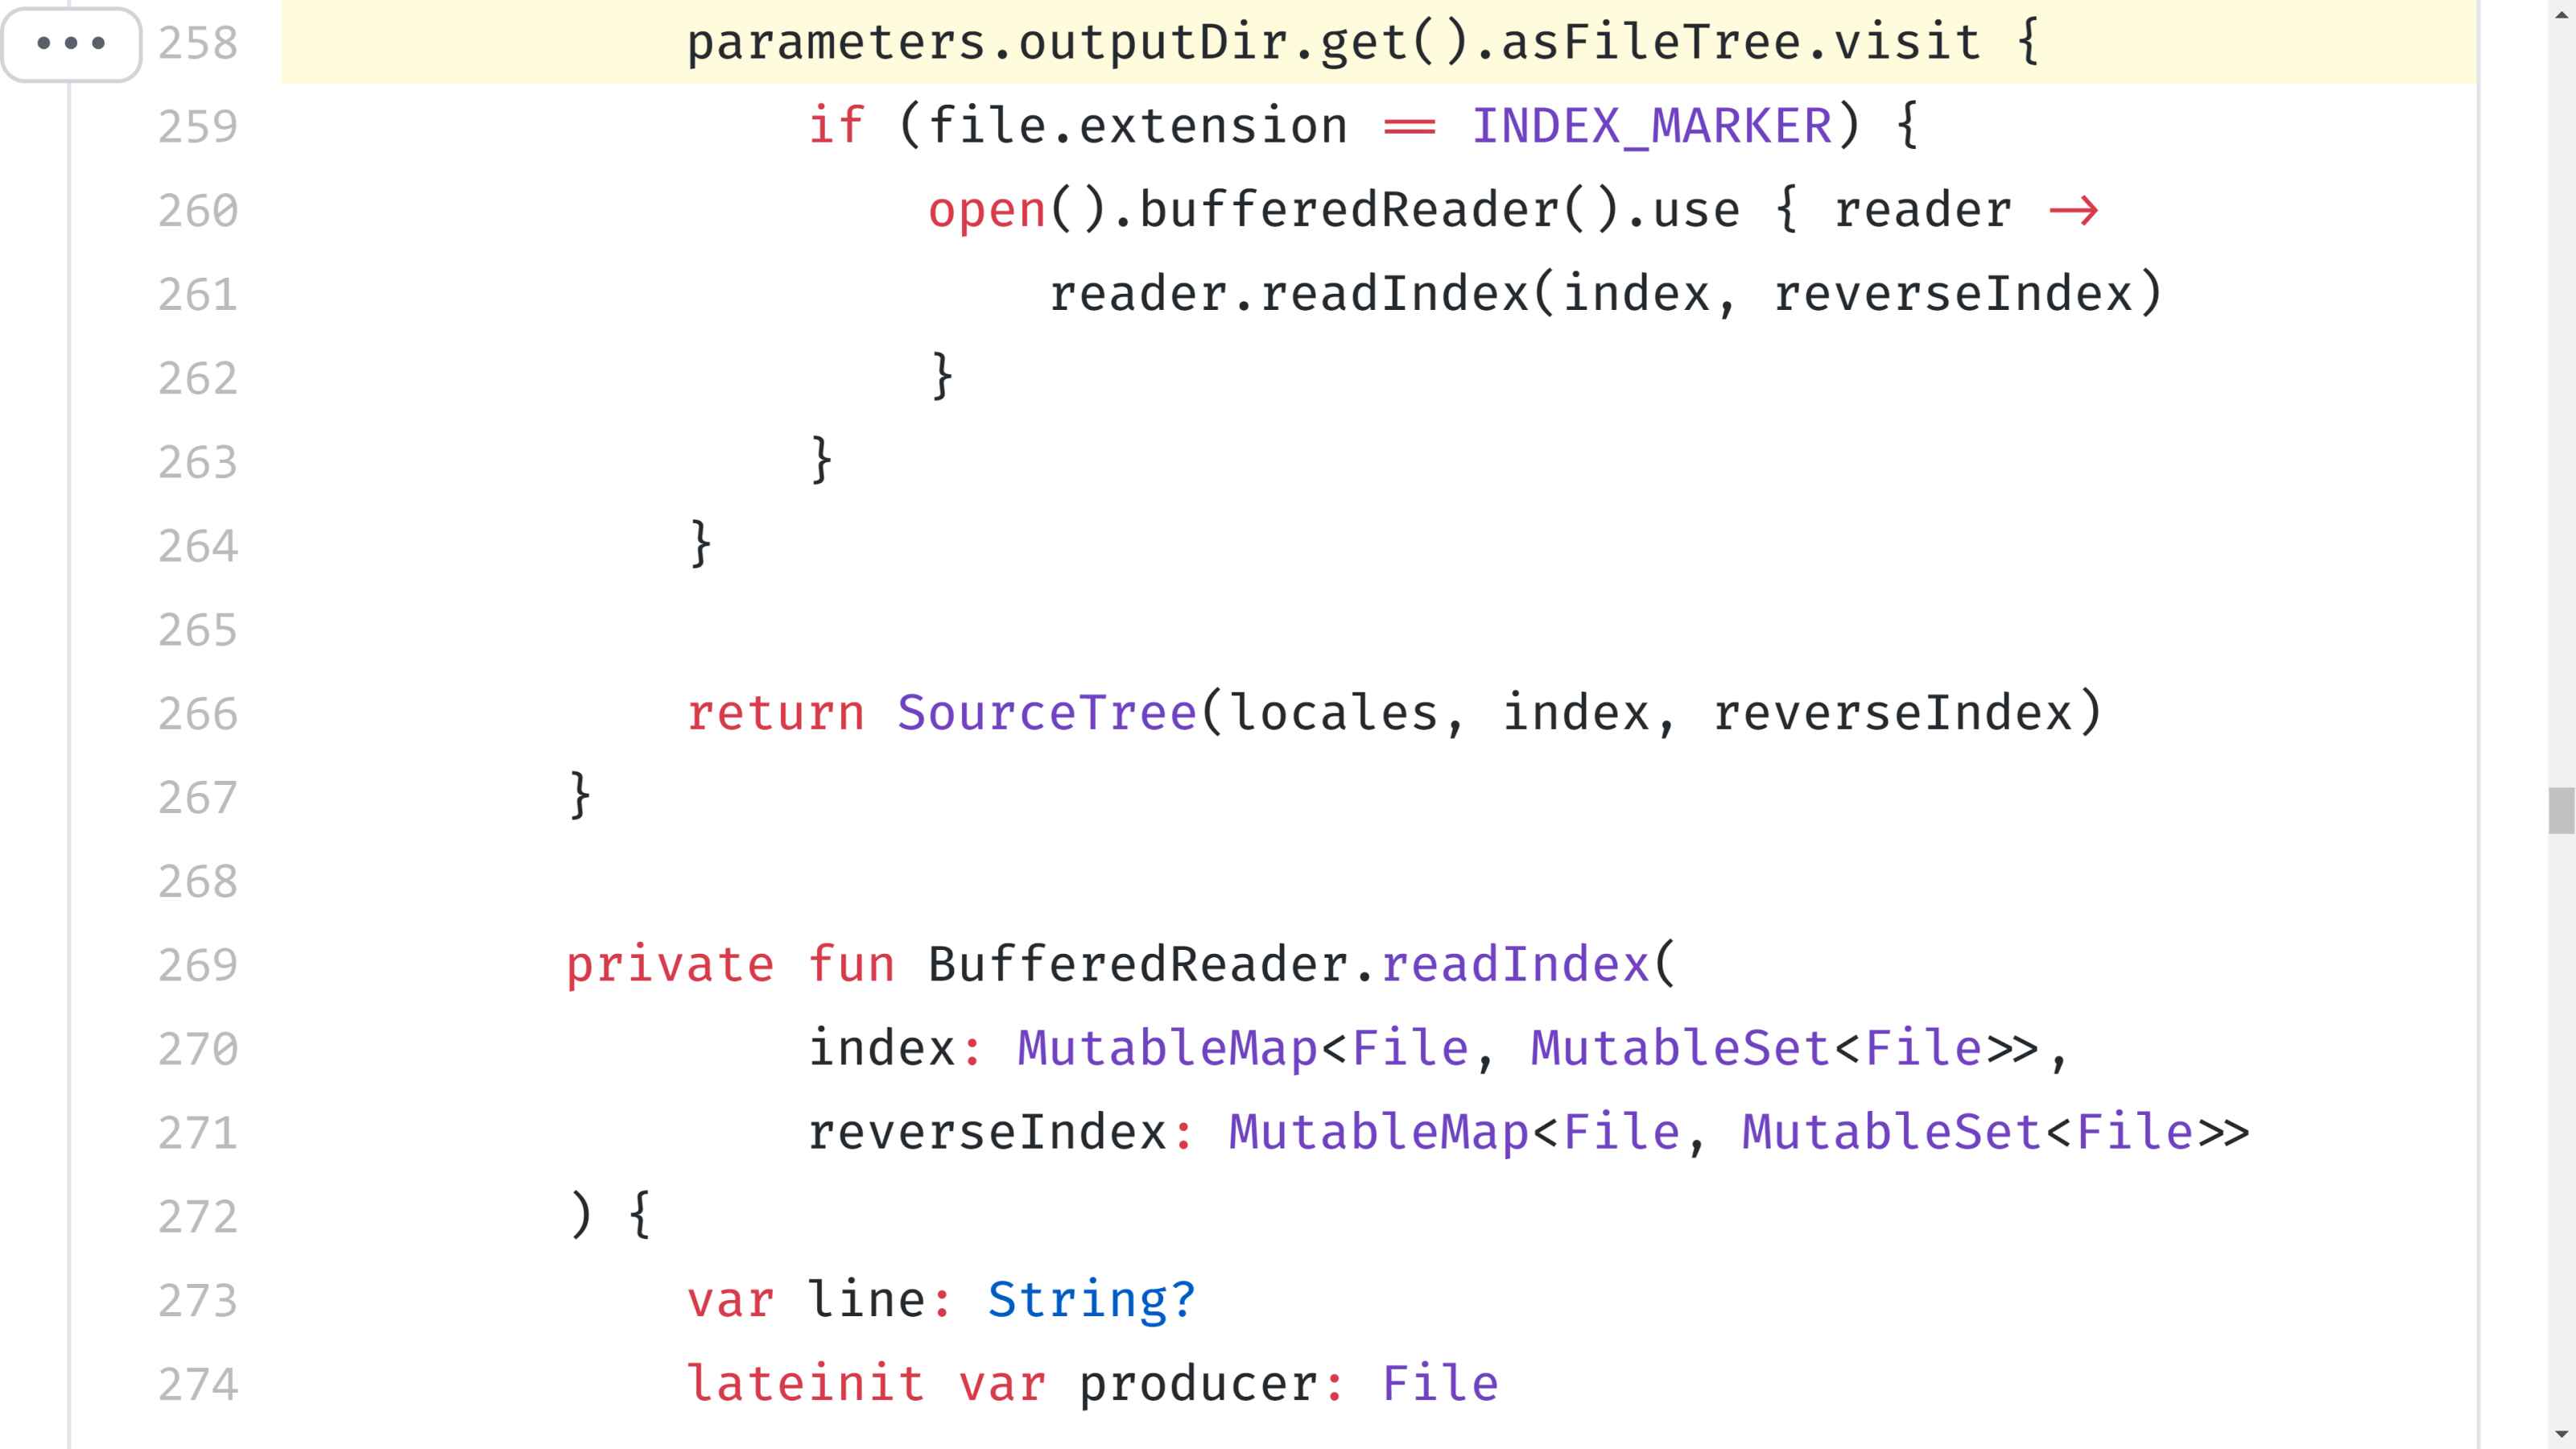 258 parameters.outputDir.get().asFileTree.visit {
259 if (file.extension == INDEX_MARKER) {
260 open().bufferedReader().use { reader ->
261 reader.readIndex(index, reverseIndex)
262 }
263 }
264 }
265
266 return SourceTree(locales, index, reverseIndex)
267 }
268
269 private fun BufferedReader.readIndex(
270 index: MutableMap<File, MutableSet<File>>,
271 reverseIndex: MutableMap<File, MutableSet<File>>
272 ) {
273 var line: String?
274 lateinit var producer: File